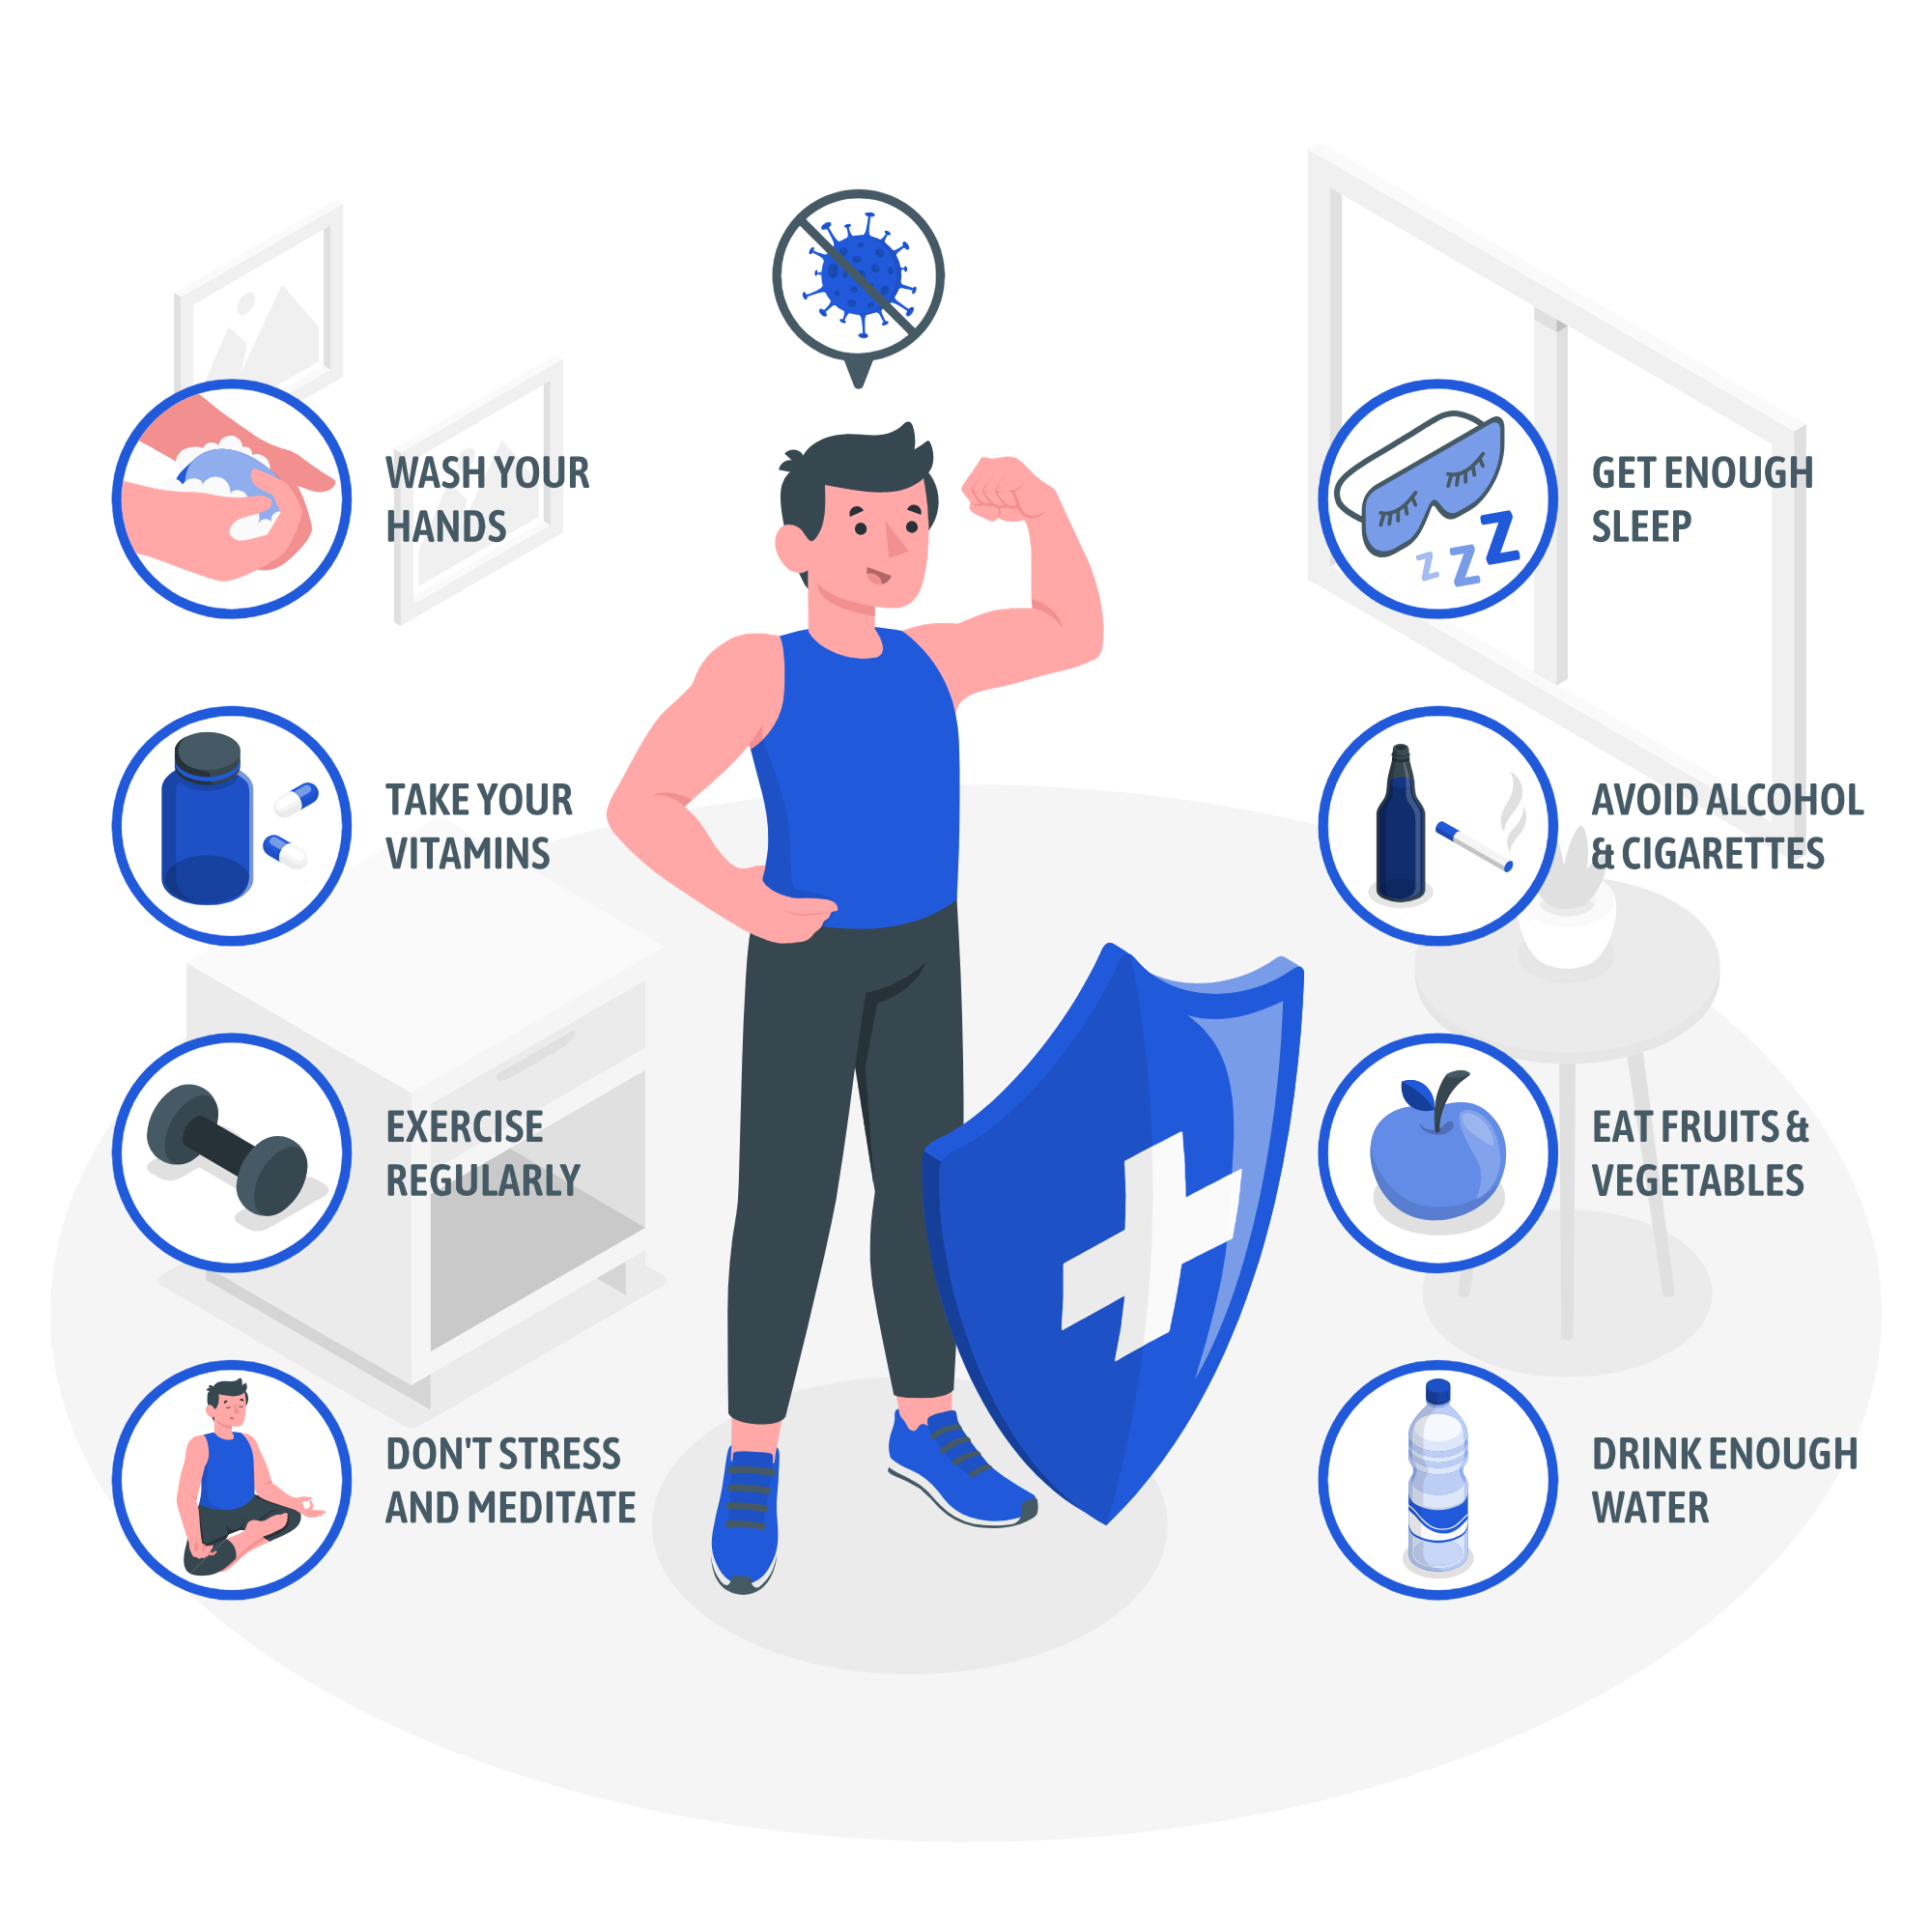 WASH YOUR
HANDS
TAKE YOUR
VITAMINS
EXERCISE
REGULARLY
DON'T STRESS
AND MEDITATE
GET ENOUGH
SLEEP
Z Z Z
AVOID ALCOHOL
& CIGARETTES
EAT FRUITS &
VEGETABLES
DRINK ENOUGH
WATER